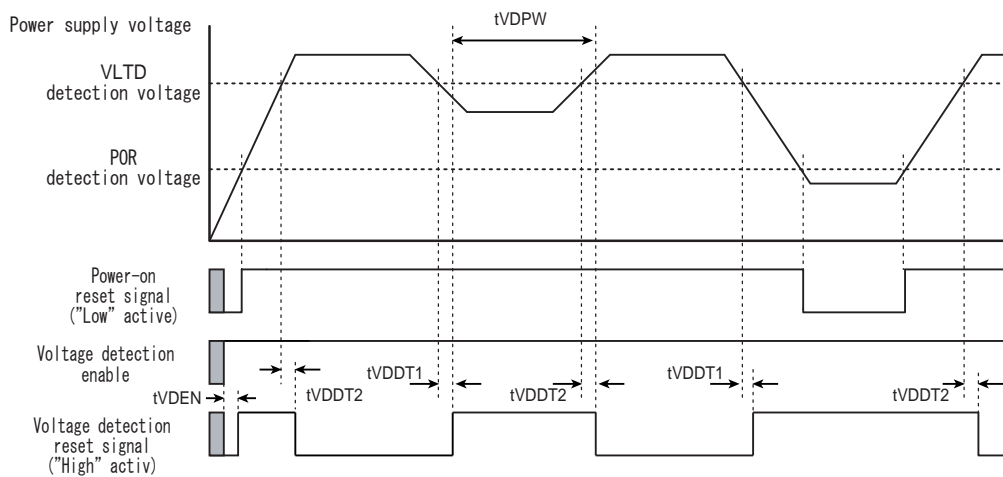 tVDPW
Power supply voltage
VLTD
detection voltage
POR
detection voltage
Power-on
reset signal
("Low" active)
Voltage detection
enable
tVDDT1
tVDDT1
tVDEN
tVDDT2
tVDDT2
tVDDT2
Voltage detection
reset signal
("High" activ)